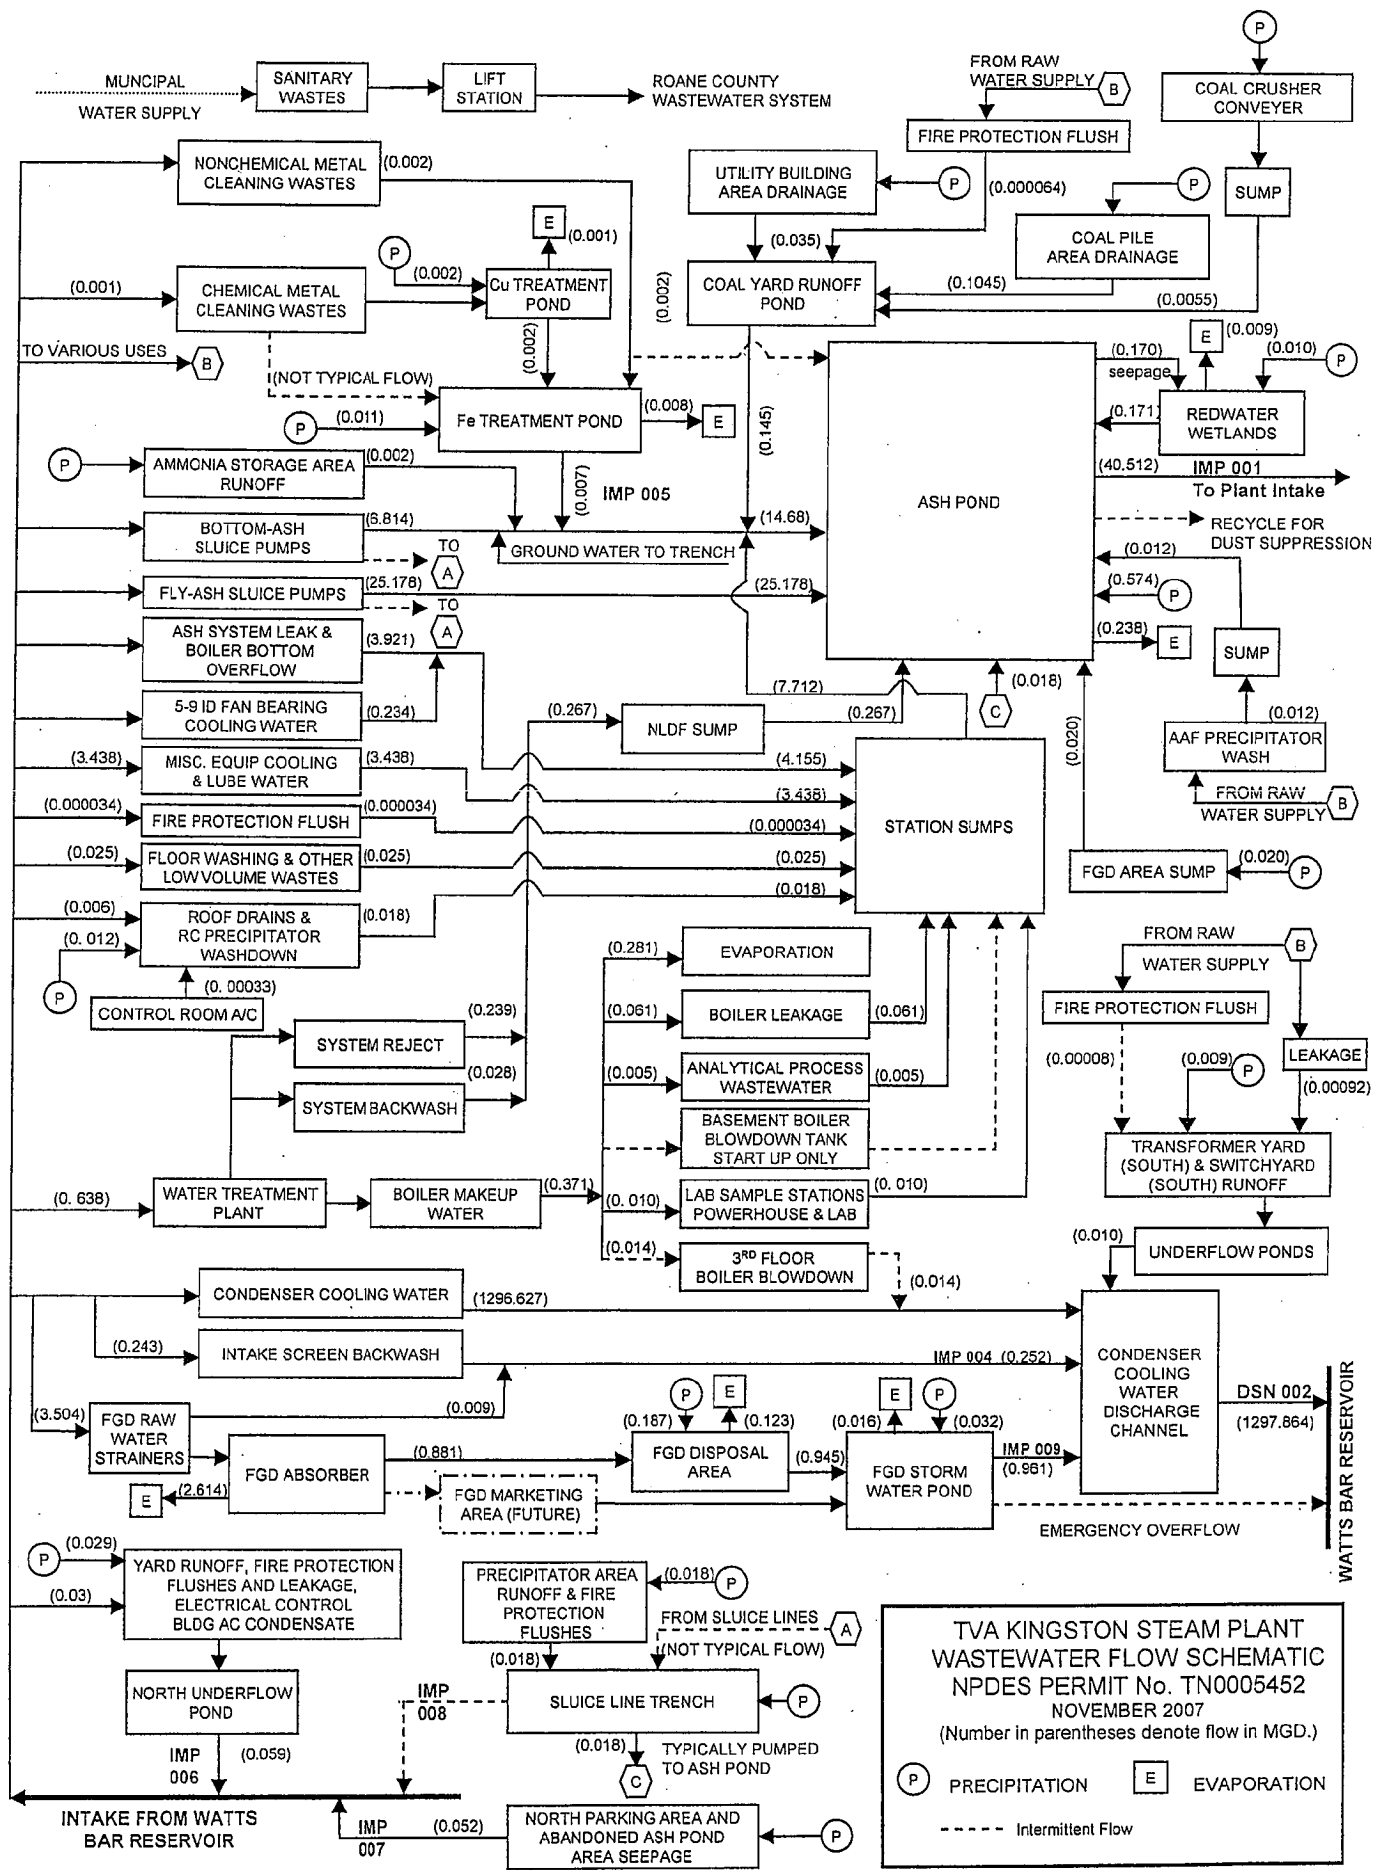 P
FROM RAW
WATER SUPPLY
B
COAL CRUSHER
CONVEYER
MUNCIPAL
WATER SUPPLY
SANITARY
WASTES
LIFT
STATION
ROANE COUNTY
WASTEWATER SYSTEM
FIRE PROTECTION FLUSH
NONCHEMICAL METAL
CLEANING WASTES
(0.002)
UTILITY BUILDING
AREA DRAINAGE
P
(0.000064)
P
SUMP
E
(0.001)
P
(0.002)
(0.035)
COAL PILE
AREA DRAINAGE
(0.001)
CHEMICAL METAL
CLEANING WASTES
Cu TREATMENT
POND
(0.002)
COAL YARD RUNOFF
POND
(0.1045)
(0.0055)
TO VARIOUS USES
B
(0.002)
E
(0.009)
(0.010)
P
(0.170)
seepage
(NOT TYPICAL FLOW)
P
(0.011)
Fe TREATMENT POND
(0.008)
E
(0.145)
(0.171)
REDWATER
WETLANDS
P
AMMONIA STORAGE AREA
RUNOFF
(0.002)
(0.007)
IMP 005
ASH POND
(40.512)
IMP 001
To Plant Intake
BOTTOM-ASH
SLUICE PUMPS
(6.814)
(14.68)
RECYCLE FOR
DUST SUPPRESSION
TO
A
GROUND WATER TO TRENCH
(0.012)
FLY-ASH SLUICE PUMPS
(25.178)
(25.178)
(0.574)
P
TO
A
ASH SYSTEM LEAK &
BOILER BOTTOM
OVERFLOW
(3.921)
(0.238)
E
SUMP
(7.712)
(0.018)
C
5-9 ID FAN BEARING
COOLING WATER
(0.234)
(0.267)
NLDF SUMP
(0.267)
(0.020)
(0.012)
AAF PRECIPITATOR
WASH
(3.438)
MISC. EQUIP COOLING
& LUBE WATER
(3.438)
(4.155)
(3.438)
FROM RAW
WATER SUPPLY
B
(0.000034)
FIRE PROTECTION FLUSH
(0.000034)
(0.000034)
STATION SUMPS
(0.025)
FLOOR WASHING & OTHER
LOW VOLUME WASTES
(0.025)
(0.025)
FGD AREA SUMP
(0.020)
P
(0.018)
(0.006)
(0. 012)
P
ROOF DRAINS &
RC PRECIPITATOR
WASHDOWN
(0.018)
(0. 00033)
CONTROL ROOM A/C
(0.281)
EVAPORATION
FROM RAW
WATER SUPPLY
B
(0.239)
SYSTEM REJECT
(0.061)
BOILER LEAKAGE
(0.061)
FIRE PROTECTION FLUSH
(0.00008)
(0.009)
P
LEAKAGE
(0.00092)
(0.028)
SYSTEM BACKWASH
(0.005)
ANALYTICAL PROCESS
WASTEWATER
(0.005)
BASEMENT BOILER
BLOWDOWN TANK
START UP ONLY
TRANSFORMER YARD
(SOUTH) & SWITCHYARD
(SOUTH) RUNOFF
(0. 638)
WATER TREATMENT
PLANT
BOILER MAKEUP
WATER
(0.371)
(0. 010)
LAB SAMPLE STATIONS
POWERHOUSE & LAB
(0. 010)
(0.014)
3RD FLOOR
BOILER BLOWDOWN
(0.014)
(0.010)
UNDERFLOW PONDS
CONDENSER COOLING WATER
(1296.627)
(0.243)
INTAKE SCREEN BACKWASH
IMP 004 (0.252)
CONDENSER
COOLING
WATER
DISCHARGE
CHANNEL
DSN 002
(1297.864)
WATTS BAR RESERVOIR
(3.504)
FGD RAW
WATER
STRAINERS
(0.009)
P
E
(0.187)
(0.123)
E
P
(0.016)
(0.032)
FGD ABSORBER
(0.881)
FGD DISPOSAL
AREA
(0.945)
FGD STORM
WATER POND
IMP 009
(0.961)
E
(2.614)
FGD MARKETING
AREA (FUTURE)
EMERGENCY OVERFLOW
P
(0.029)
(0.03)
YARD RUNOFF, FIRE PROTECTION
FLUSHES AND LEAKAGE,
ELECTRICAL CONTROL
BLDG AC CONDENSATE
PRECIPITATOR AREA
RUNOFF & FIRE
PROTECTION
FLUSHES
(0.018)
P
FROM SLUICE LINES
(NOT TYPICAL FLOW)
A
(0.018)
NORTH UNDERFLOW
POND
IMP
008
SLUICE LINE TRENCH
P
IMP
006
(0.059)
(0.018)
C
TYPICALLY PUMPED
TO ASH POND
INTAKE FROM WATTS
BAR RESERVOIR
IMP
007
(0.052)
NORTH PARKING AREA AND
ABANDONED ASH POND
AREA SEEPAGE
P
TVA KINGSTON STEAM PLANT
WASTEWATER FLOW SCHEMATIC
NPDES PERMIT No. TN0005452
NOVEMBER 2007
(Number in parentheses denote flow in MGD.)
P PRECIPITATION
E EVAPORATION
Intermittent Flow